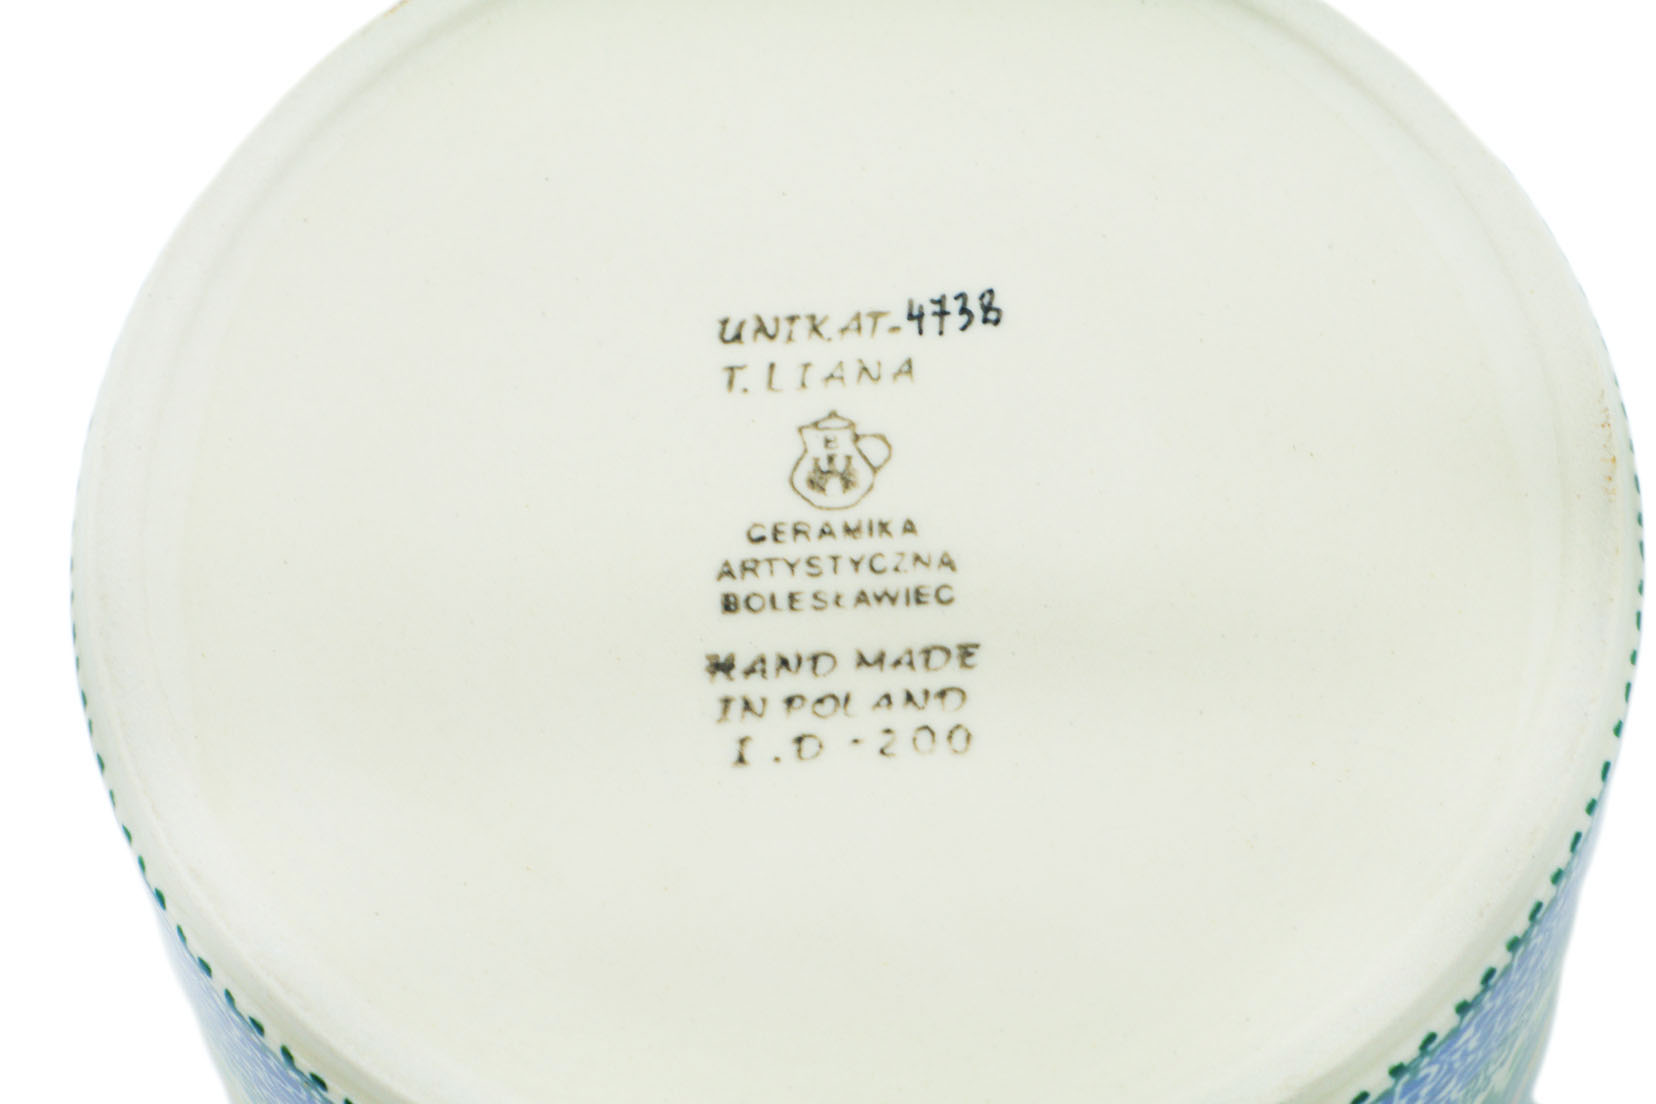 UNIKAT-4738
T. LIANA
B
CERAMIKA
ARTYSTYCZNA
BOLESŁAWIEC
HAND MADE
IN POLAND
I.D-200